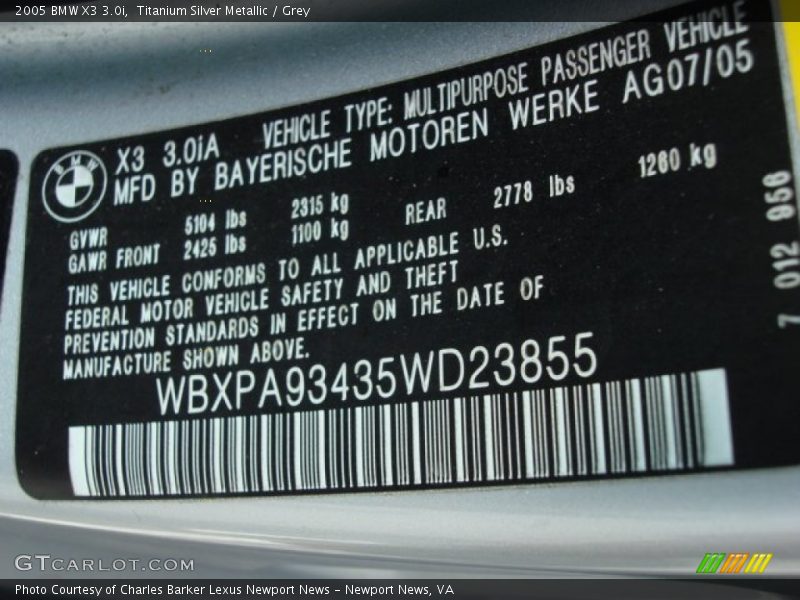 2005 BMW X3 3.0i, Titanium Silver Metallic / Grey
BMW
X3 3.0iA VEHICLE TYPE: MULTIPURPOSE PASSENGER VEHICLE
MFD BY BAYERISCHE MOTOREN WERKE AG07/05
GVWR 5104 lbs 2315 kg
GAWR FRONT 2425 lbs 1100 kg REAR 2778 lbs 1260 kg
THIS VEHICLE CONFORMS TO ALL APPLICABLE U.S.
FEDERAL MOTOR VEHICLE SAFETY AND THEFT
PREVENTION STANDARDS IN EFFECT ON THE DATE OF
MANUFACTURE SHOWN ABOVE.
WBXPA93435WD23855
7 012 956
GTCARLOT.COM
Photo Courtesy of Charles Barker Lexus Newport News - Newport News, VA